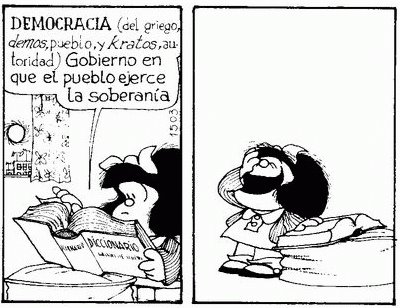 DEMOCRACIA (del griego,
demos, pueblo, y kratos, au-
toridad) Gobierno en
que el pueblo ejerce
la soberanía
1503
DICCIONARIO